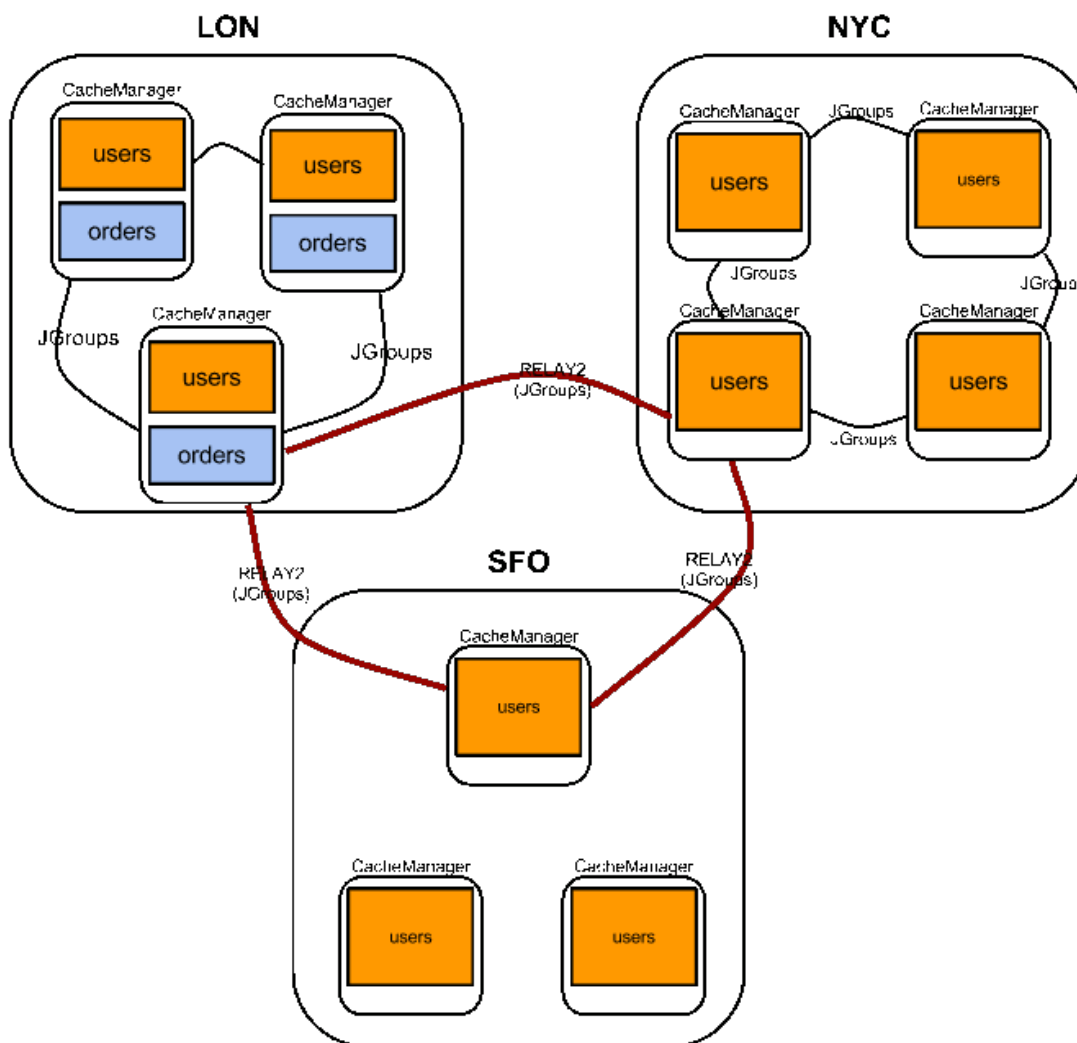 LON
NYC
CacheManager
CacheManager
users
orders
users
orders
JGroups
JGroups
CacheManager
users
orders
CacheManager
JGroups
CacheManager
users
users
JGroups
JGroups
CacheManager
CacheManager
users
users
JGroups
RELAY2
(JGroups)
RELAY2
(JGroups)
SFO
RELAY2
(JGroups)
CacheManager
users
CacheManager
users
CacheManager
users